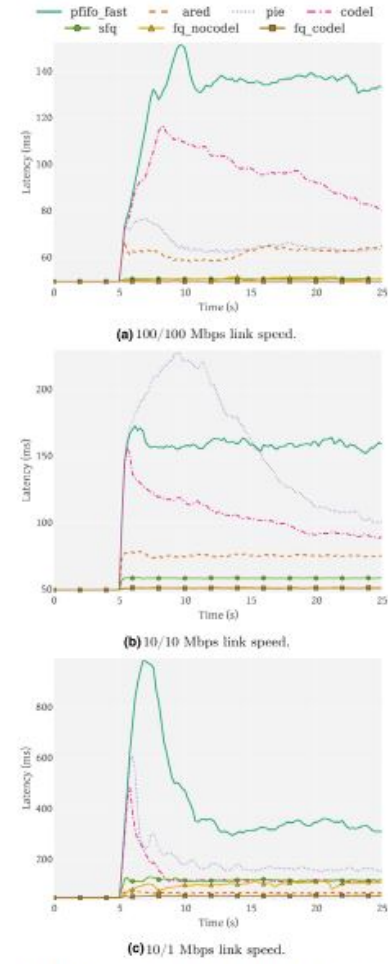 pfifo_fast ared pie codel
sfq fq_nocodel fq_codel
140
120
100
80
60
Latency (ms)
0 5 10 15 20 25
Time (s)
(a) 100/100 Mbps link speed.
200
150
100
50
Latency (ms)
0 5 10 15 20 25
Time (s)
(b) 10/10 Mbps link speed.
800
600
400
200
Latency (ms)
0 5 10 15 20 25
Time (s)
(c) 10/1 Mbps link speed.